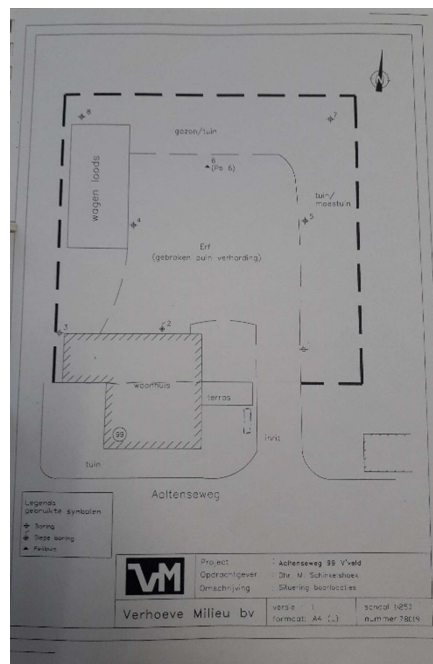 8
7
gazon/tuin
6
(Pb 6)
wagen loods
tuin/
moestuin
5
4
Erf
(gebroken puin verharding)
3
2
woonhuis
terras
99
inrit
tuin
Aaltenseweg
Legenda
gebruikte symbolen
Boring
Diepe boring
Peilbuis
VM
Verhoeve Milieu bv
Project : Aaltenseweg 99 V'veld
Opdrachtgever : Dhr. M. Schinkelshoek
Omschrijving : Situering boorlocaties
versie 1
schaal 1:250
formaat: A4 (L)
nummer